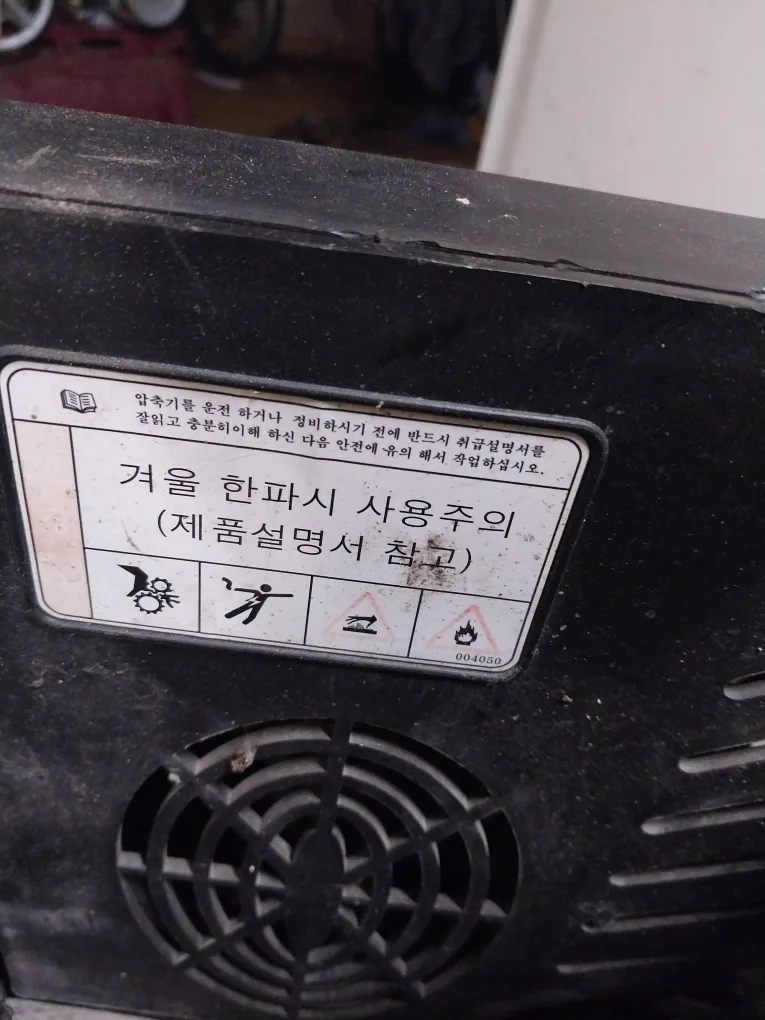 압축기를 운전 하거나 정비하시기 전에 반드시 취급설명서를
잘읽고 충분히이해 하신 다음 안전에 유의 해서 작업하십시오.
겨울 한파시 사용주의
(제품설명서 참고)
004050